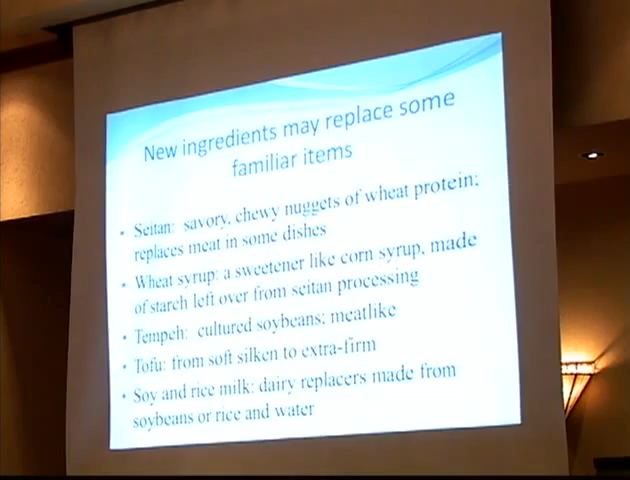 New ingredients may replace some
familiar items
• Seitan: savory, chewy nuggets of wheat protein;
replaces meat in some dishes
• Wheat syrup: a sweetener like corn syrup, made
of starch left over from seitan processing
• Tempeh: cultured soybeans; meatlike
• Tofu: from soft silken to extra-firm
• Soy and rice milk: dairy replacers made from
soybeans or rice and water